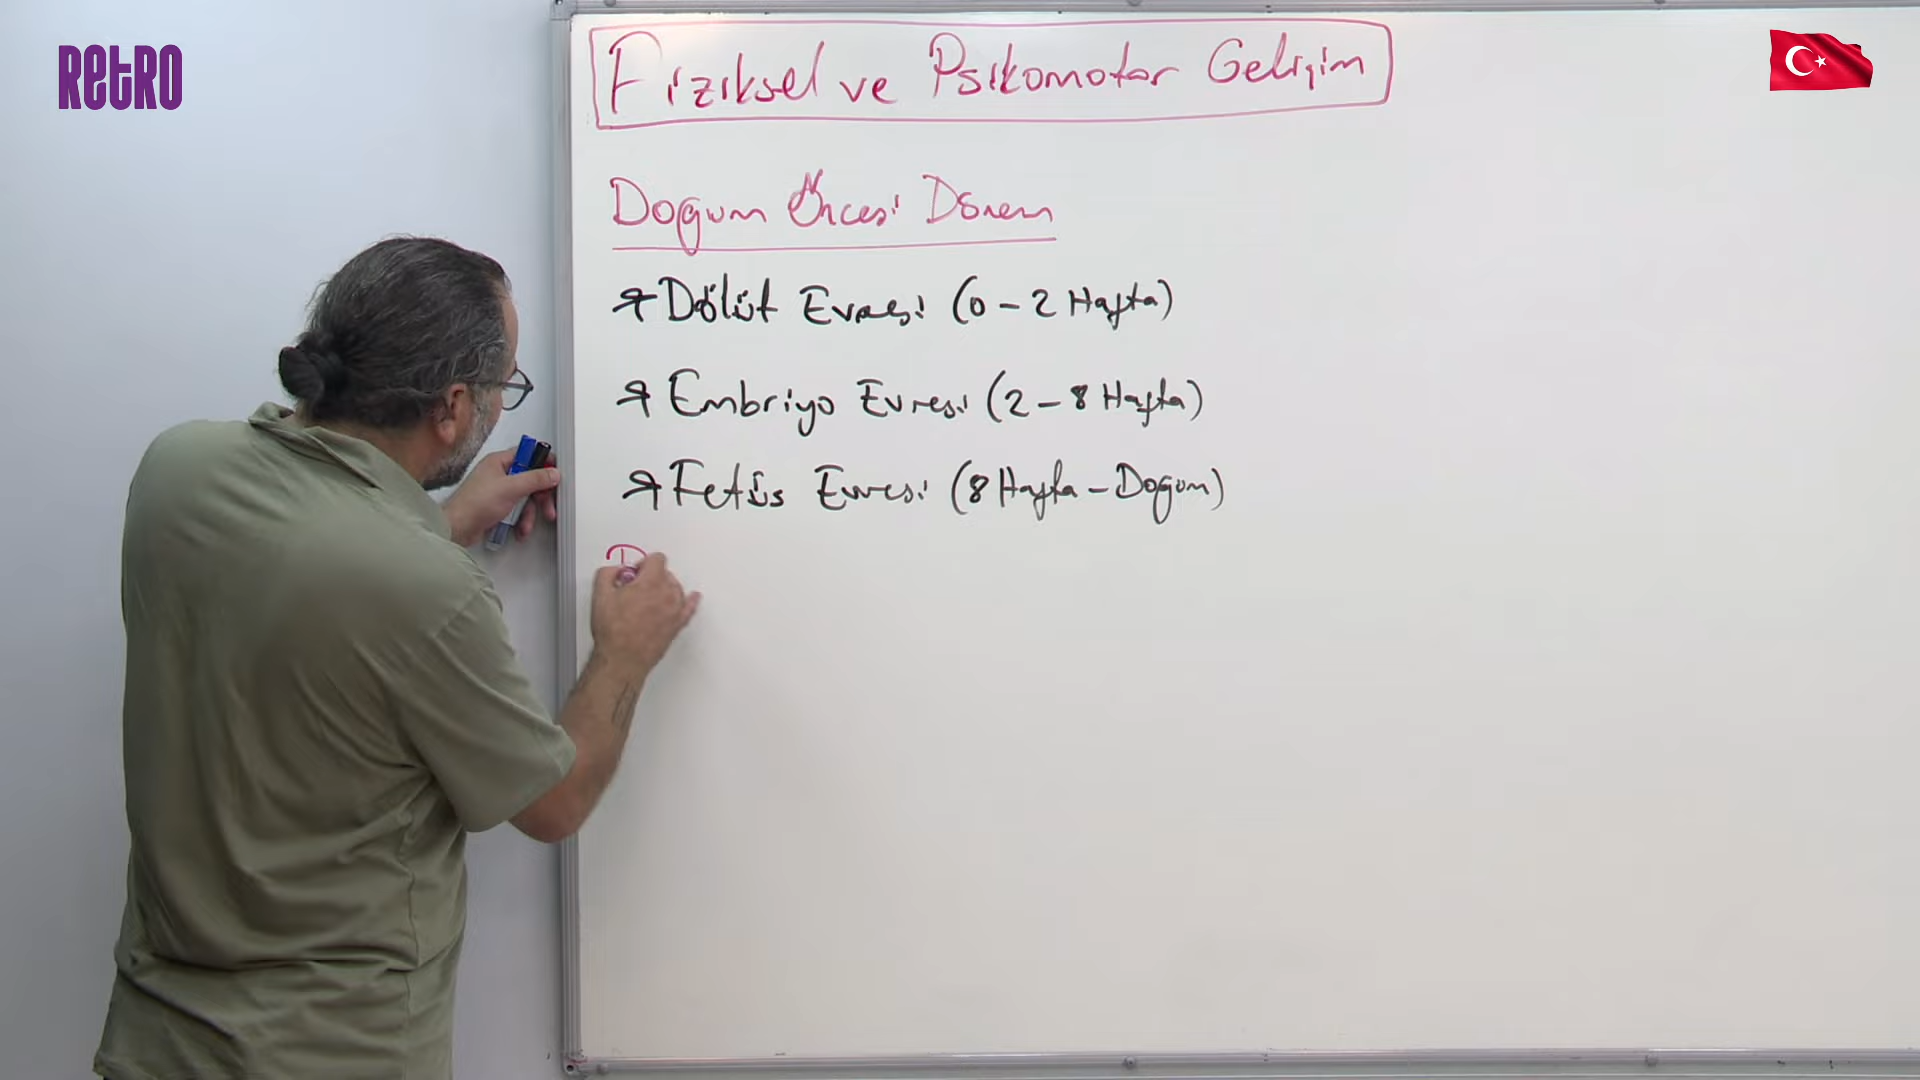 RETRO
Fiziksel ve Psikomotor Gelişim
Doğum Öncesi Dönem
* Dölüt Evresi (0-2 Hafta)
* Embriyo Evresi (2-8 Hafta)
* Fetüs Evresi (8 Hafta - Doğum)
D